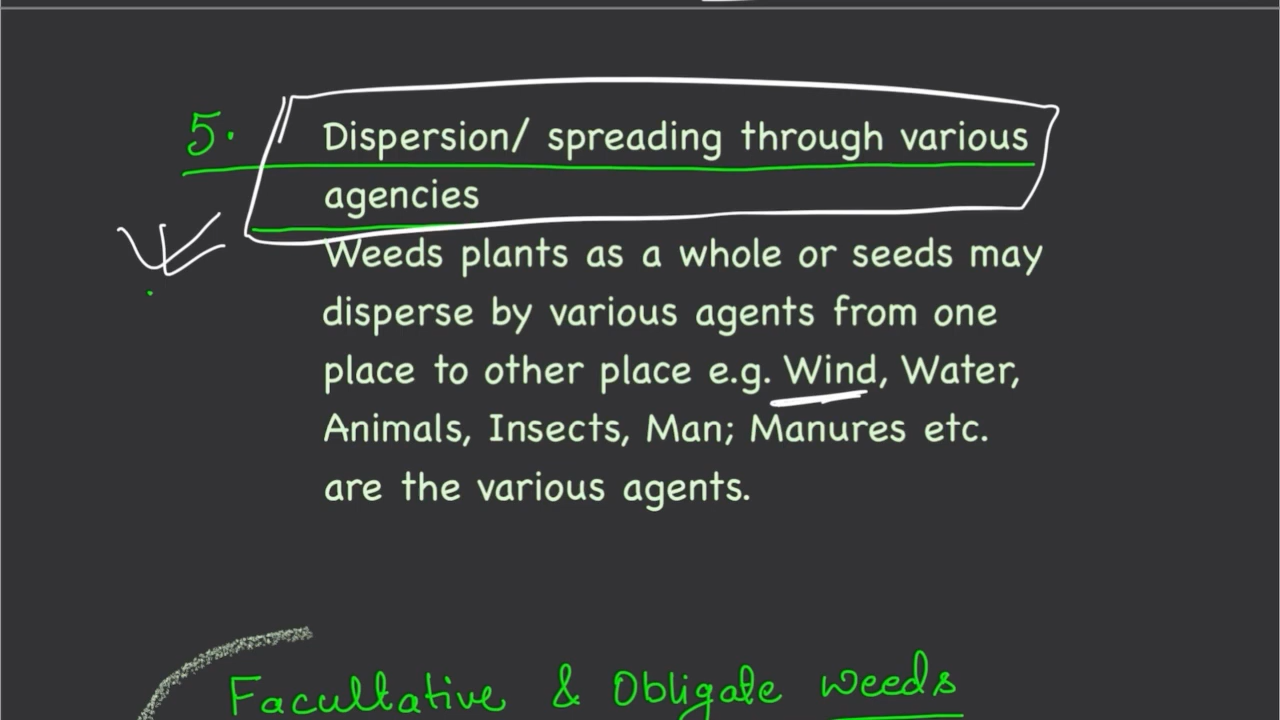 5. Dispersion/ spreading through various
agencies
Weeds plants as a whole or seeds may
disperse by various agents from one
place to other place e.g. Wind, Water,
Animals, Insects, Man; Manures etc.
are the various agents.
Facultative & Obligate weeds